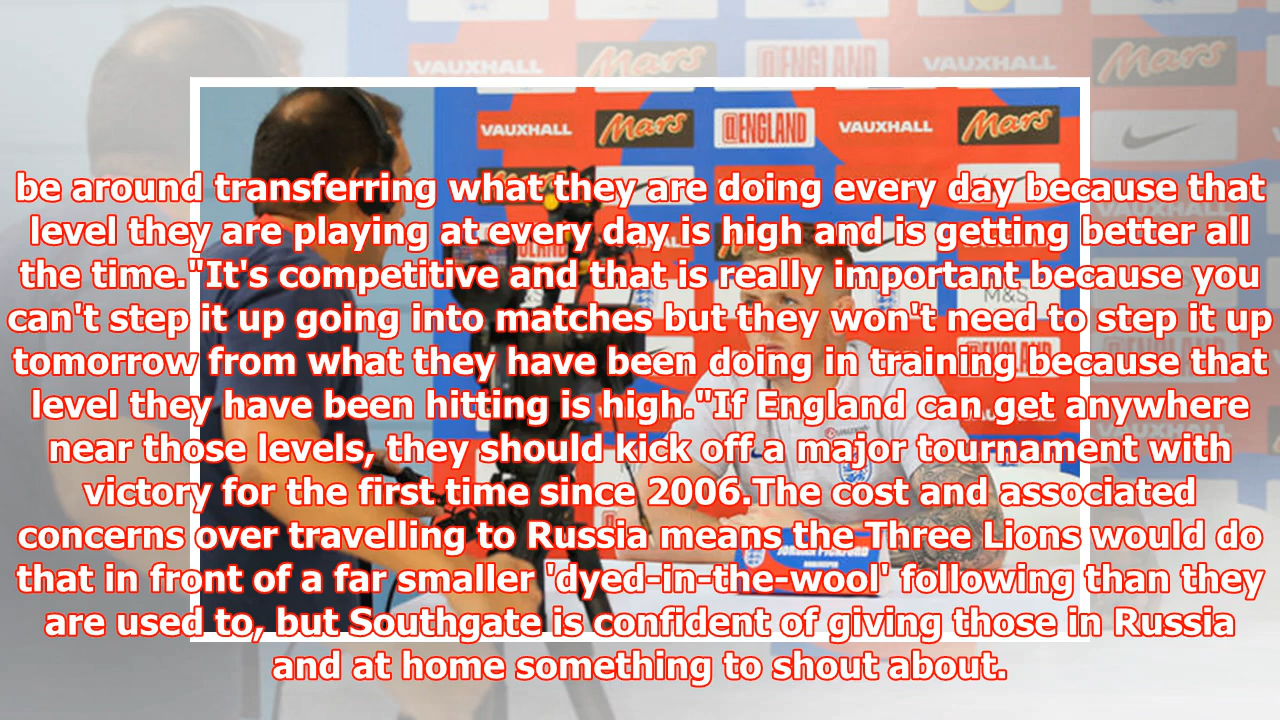 VAUXHALL Mars @ENGLAND VAUXHALL Mars
VAUXHALL Mars @ENGLAND VAUXHALL Mars
be around transferring what they are doing every day because that
level they are playing at every day is high and is getting better all
the time."It's competitive and that is really important because you
M&S
can't step it up going into matches but they won't need to step it up
tomorrow from what they have been doing in training because that
level they have been hitting is high."If England can get anywhere
near those levels, they should kick off a major tournament with
victory for the first time since 2006.The cost and associated
concerns over travelling to Russia means the Three Lions would do
JORDAN PICKFORD
that in front of a far smaller 'dyed-in-the-wool' following than they
are used to, but Southgate is confident of giving those in Russia
and at home something to shout about.